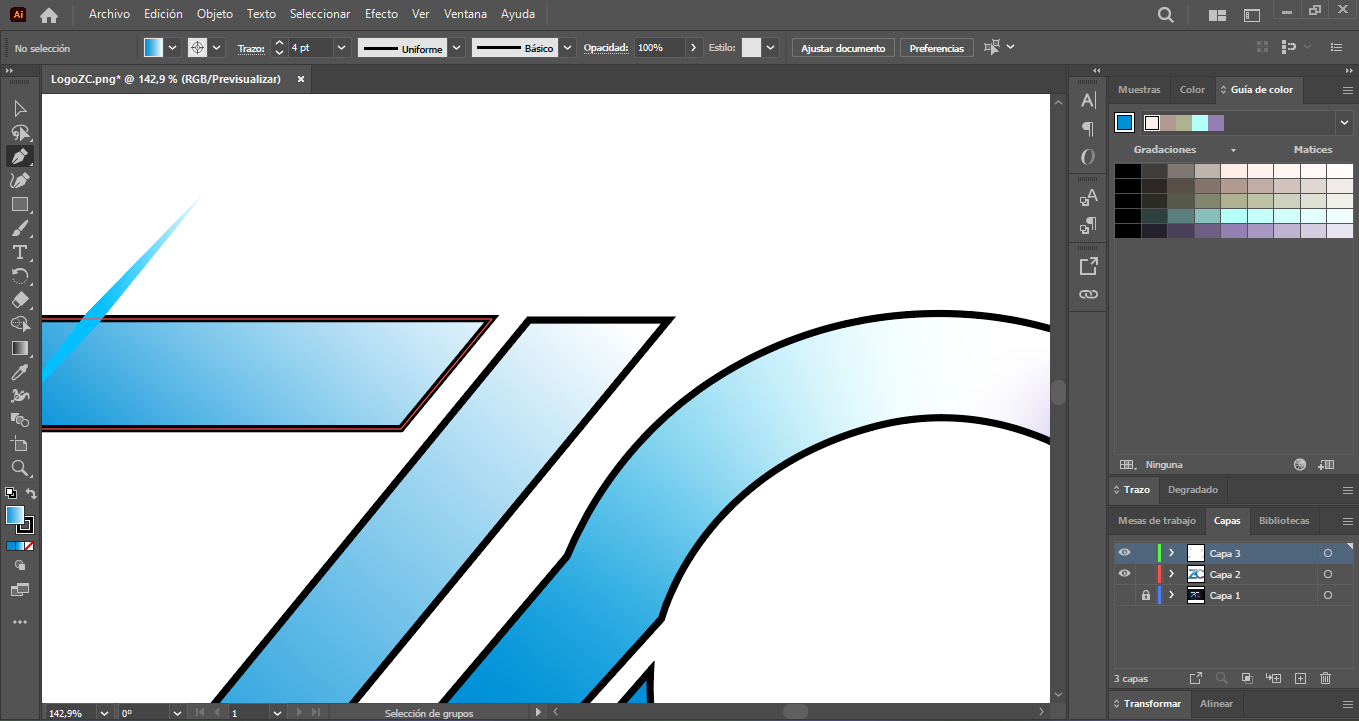 Ai Archivo Edición Objeto Texto Seleccionar Efecto Ver Ventana Ayuda
No selección Trazo: 4 pt Uniforme Básico Opacidad: 100% Estilo: Ajustar documento Preferencias
LogoZC.png* @ 142,9 % (RGB/Previsualizar) ×
Muestras Color Guía de color
Gradaciones Matices
Ninguna
Trazo Degradado
Mesas de trabajo Capas Bibliotecas
Capa 3
Capa 2
Capa 1
3 capas
Transformar Alinear
142,9% 0° 1 Selección de grupos